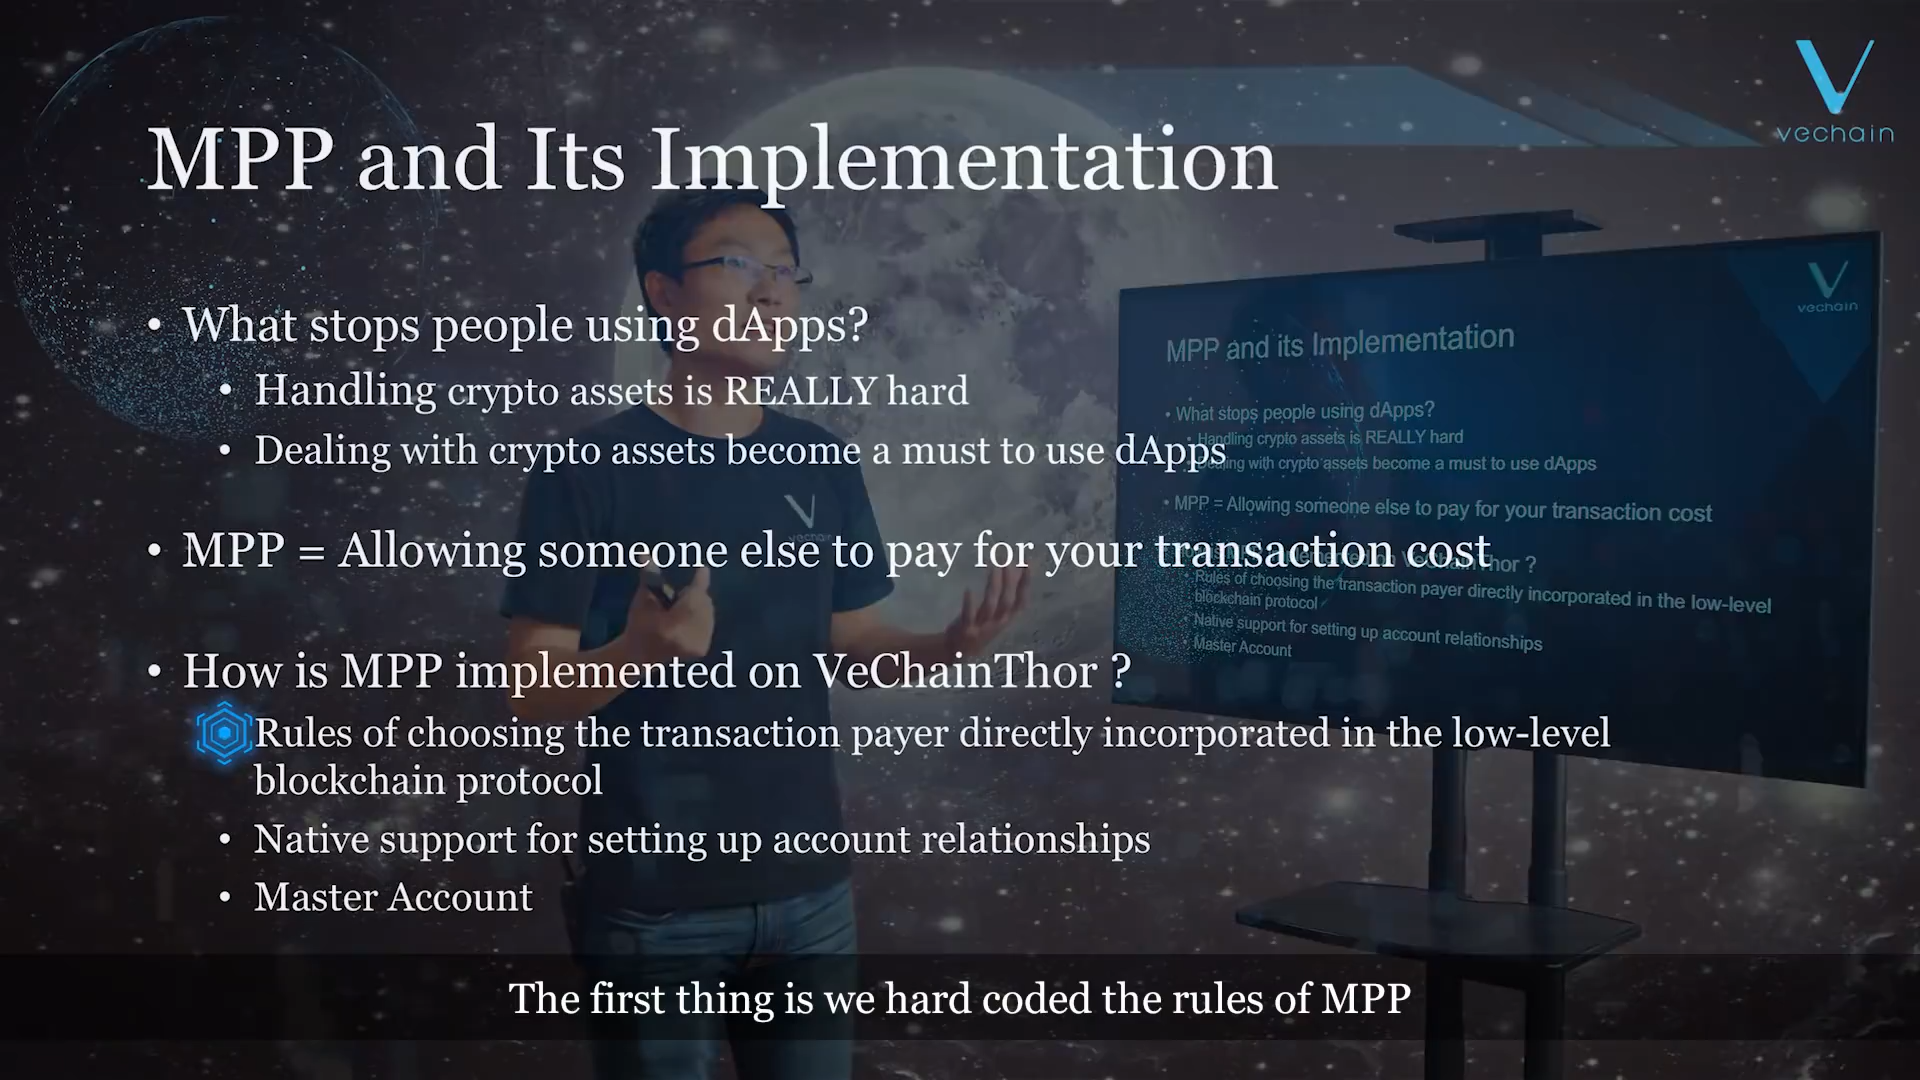 vechain
MPP and Its Implementation
• What stops people using dApps?
• Handling crypto assets is REALLY hard
• Dealing with crypto assets become a must to use dApps
• MPP = Allowing someone else to pay for your transaction cost
• How is MPP implemented on VeChainThor ?
Rules of choosing the transaction payer directly incorporated in the low-level
blockchain protocol
• Native support for setting up account relationships
• Master Account
vechain
MPP and its Implementation
• What stops people using dApps?
• Handling crypto assets is REALLY hard
• Dealing with crypto assets become a must to use dApps
• MPP = Allowing someone else to pay for your transaction cost
implemented on VeChainThor ?
• Rules of choosing the transaction payer directly incorporated in the low-level
blockchain protocol
• Native support for setting up account relationships
• Master Account
vechain
The first thing is we hard coded the rules of MPP